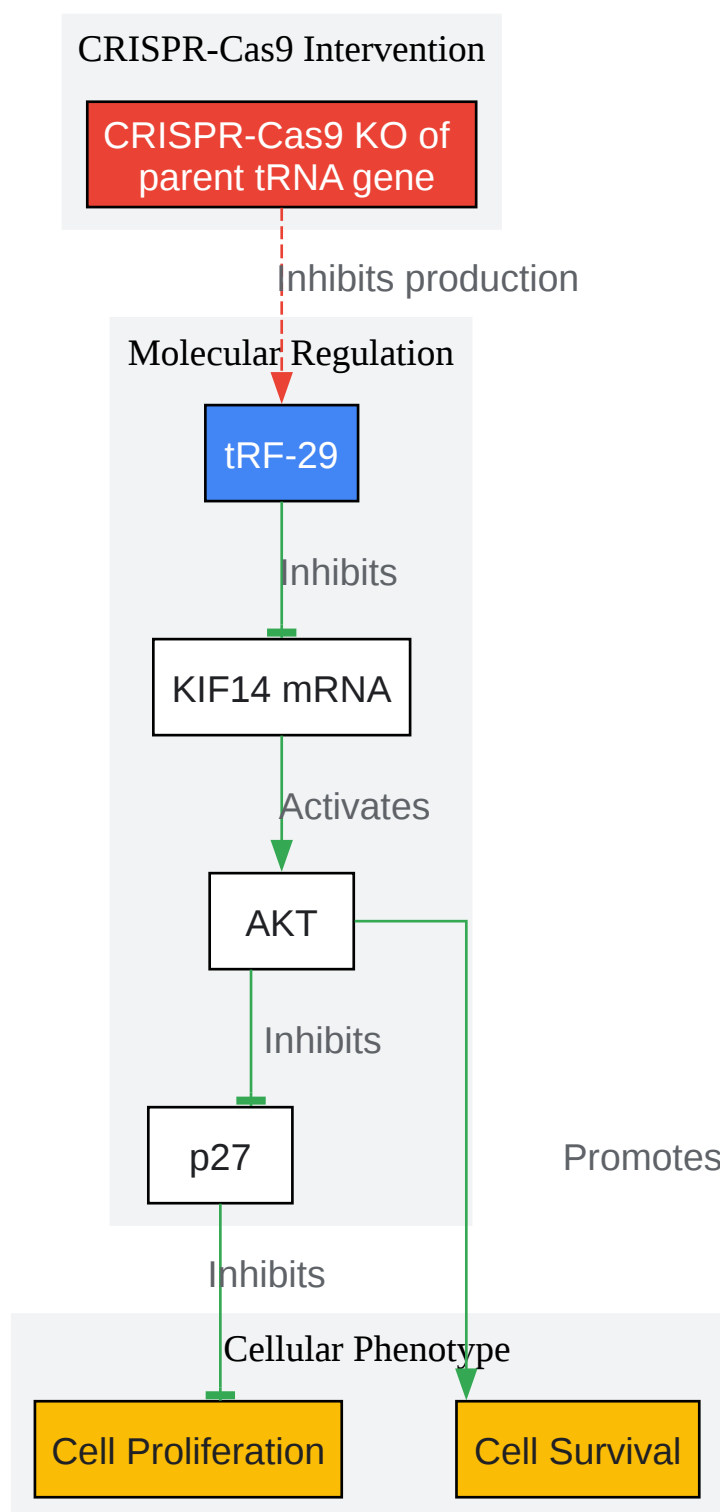 CRISPR-Cas9 Intervention
CRISPR-Cas9 KO of
parent tRNA gene
Inhibits production
Molecular Regulation
tRF-29
Inhibits
KIF14 mRNA
Activates
AKT
Inhibits
p27
Promotes
Inhibits
Cellular Phenotype
Cell Proliferation
Cell Survival